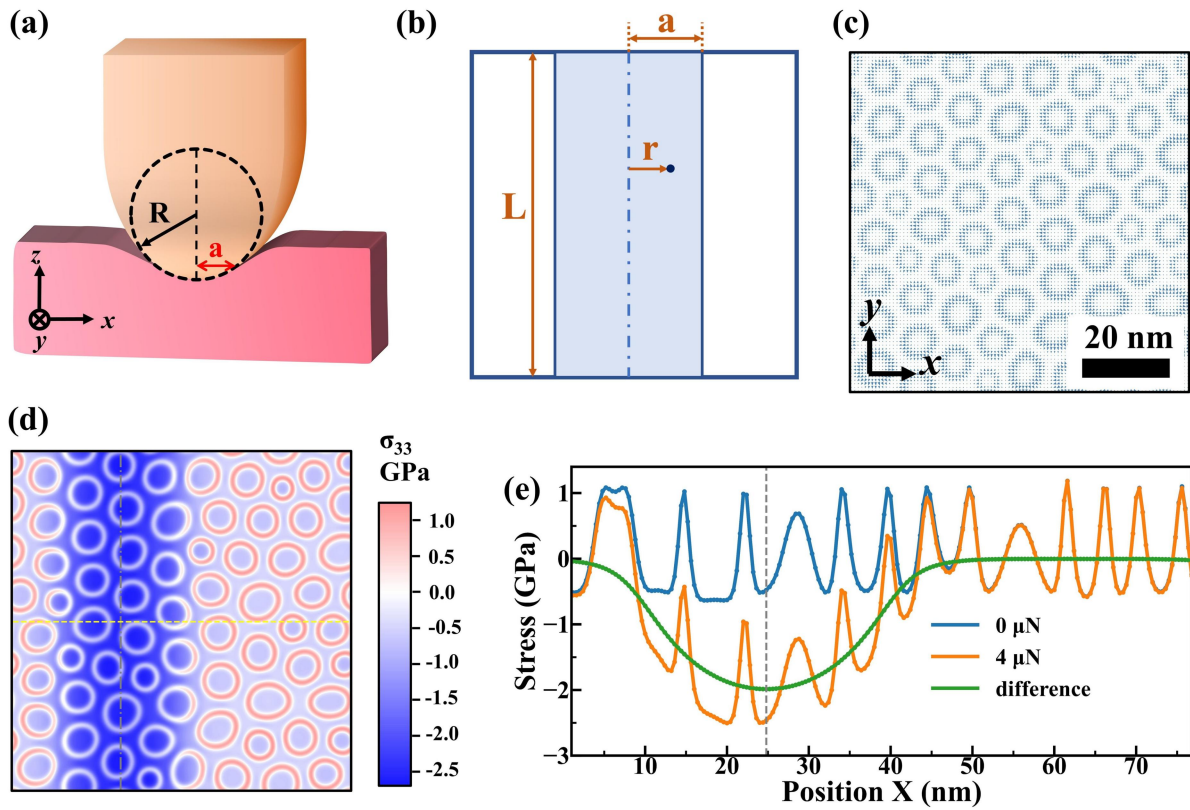 (a)
R
a
z
x
y
(b)
a
r
L
(c)
y
x
20 nm
(d)
σ33
GPa
1.0
0.5
0.0
-0.5
-1.0
-1.5
-2.0
-2.5
(e)
Stress (GPa)
1
0
−1
−2
−3
0 μN
4 μN
difference
10 20 30 40 50 60 70
Position X (nm)